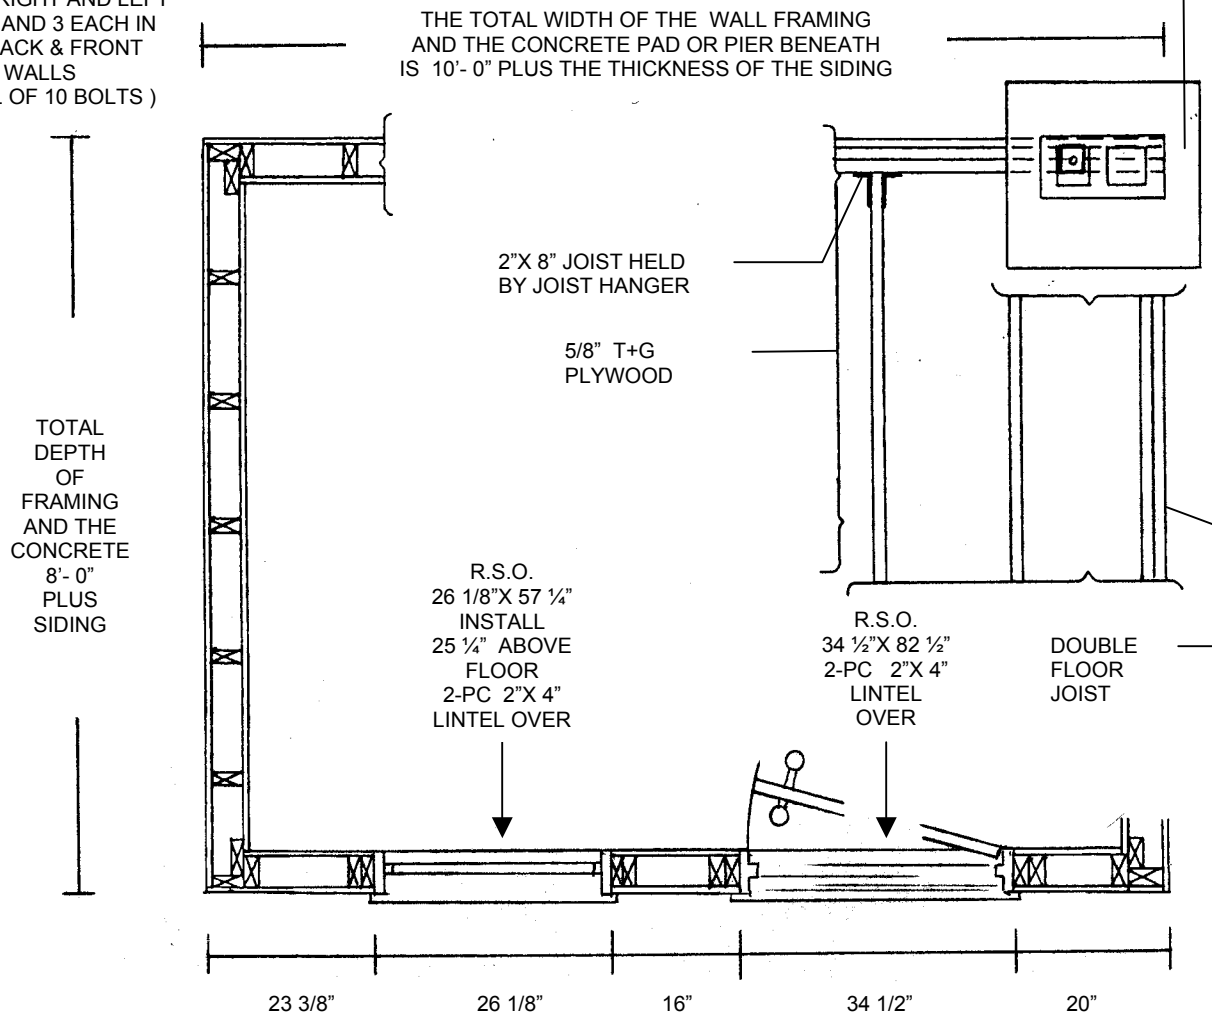 RIGHT AND LEFT
AND 3 EACH IN
ACK & FRONT
WALLS
OF 10 BOLTS )
THE TOTAL WIDTH OF THE WALL FRAMING
AND THE CONCRETE PAD OR PIER BENEATH
IS 10’- 0” PLUS THE THICKNESS OF THE SIDING
2”X 8” JOIST HELD
BY JOIST HANGER
5/8” T+G
PLYWOOD
TOTAL
DEPTH
OF
FRAMING
AND THE
CONCRETE
8’- 0”
PLUS
SIDING
R.S.O.
26 1/8”X 57 ¼”
INSTALL
25 ¼” ABOVE
FLOOR
2-PC 2”X 4”
LINTEL OVER
R.S.O.
34 ½”X 82 ½”
2-PC 2”X 4”
LINTEL
OVER
DOUBLE
FLOOR
JOIST
23 3/8”
26 1/8”
16”
34 1/2”
20”